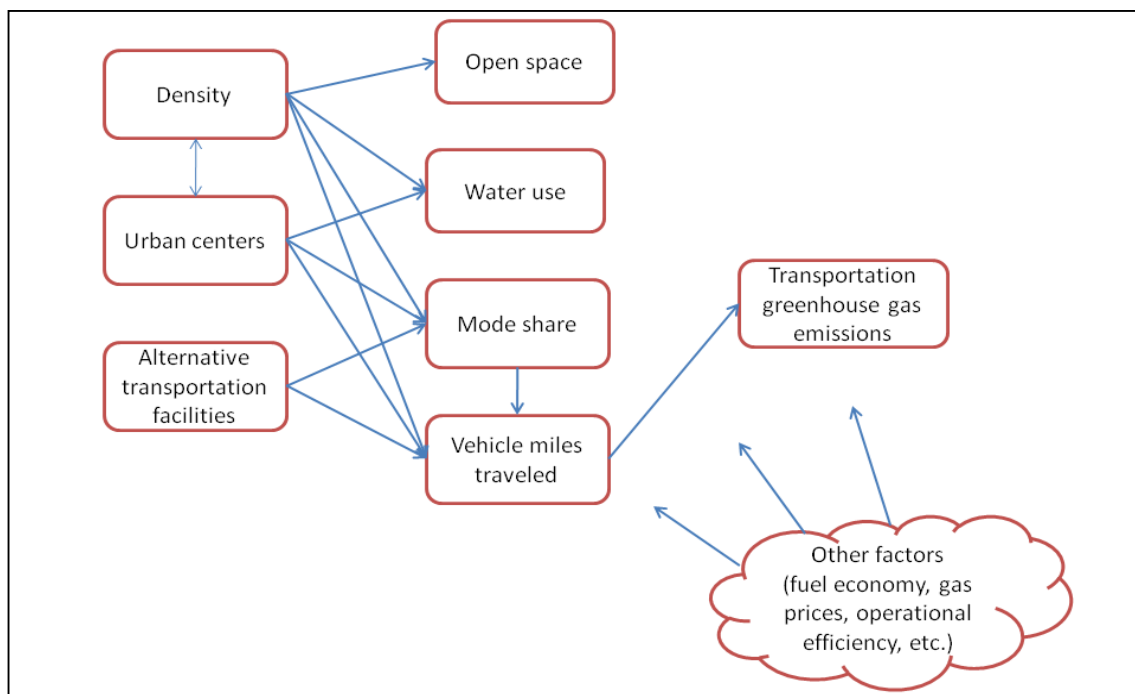 Density
Open space
Water use
Urban centers
Mode share
Alternative
transportation
facilities
Vehicle miles
traveled
Transportation
greenhouse gas
emissions
Other factors
(fuel economy, gas
prices, operational
efficiency, etc.)